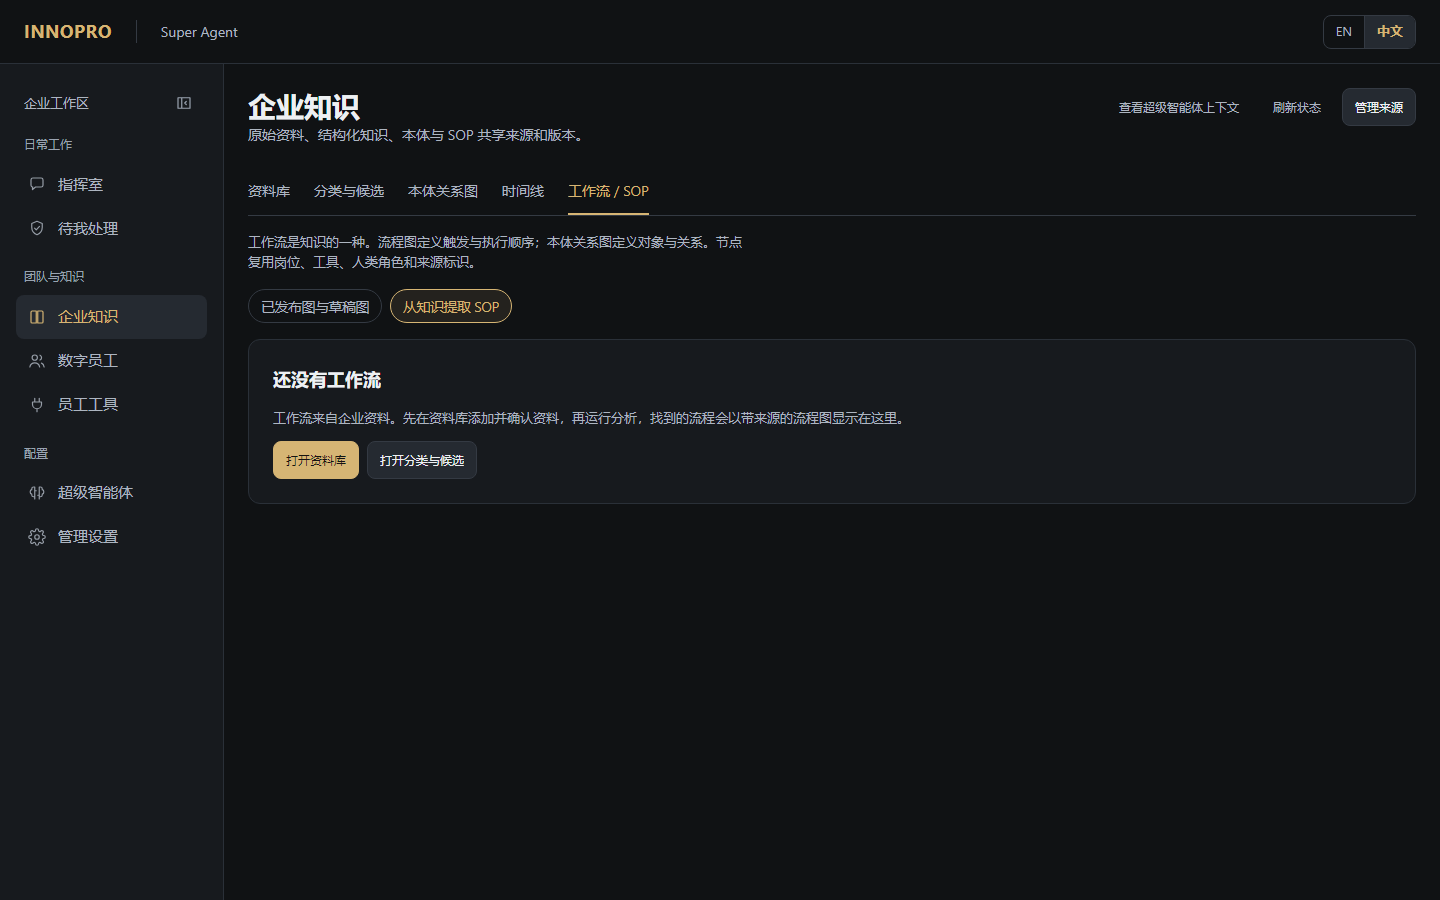 INNOPRO
Super Agent
EN
中文
企业工作区
日常工作
指挥室
待我处理
团队与知识
企业知识
数字员工
员工工具
配置
超级智能体
管理设置
企业知识
原始资料、结构化知识、本体与 SOP 共享来源和版本。
查看超级智能体上下文
刷新状态
管理来源
资料库
分类与候选
本体关系图
时间线
工作流 / SOP
工作流是知识的一种。流程图定义触发与执行顺序；本体关系图定义对象与关系。节点
复用岗位、工具、人类角色和来源标识。
已发布图与草稿图
从知识提取 SOP
还没有工作流
工作流来自企业资料。先在资料库添加并确认资料，再运行分析，找到的流程会以带来源的流程图显示在这里。
打开资料库
打开分类与候选